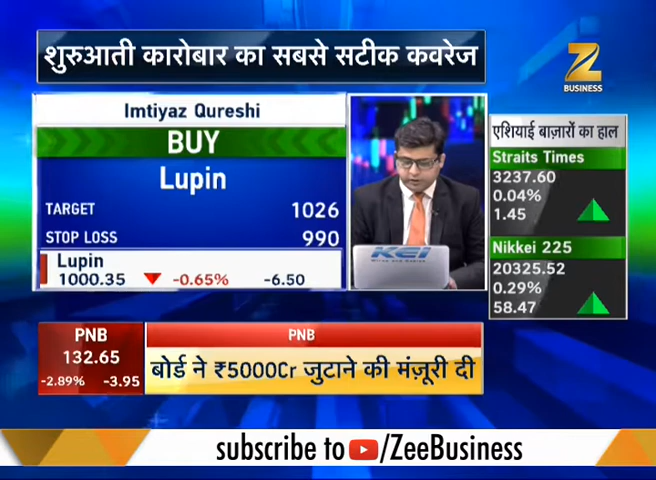 शुरुआती कारोबार का सबसे सटीक कवरेज
Z
BUSINESS
Imtiyaz Qureshi
BUY
Lupin
TARGET 1026
STOP LOSS 990
Lupin
1000.35 -0.65% -6.50
KEI
एशियाई बाज़ारों का हाल
Straits Times
3237.60
0.04%
1.45
Nikkei 225
20325.52
0.29%
58.47
PNB
132.65
-2.89% -3.95
PNB
बोर्ड ने ₹5000Cr जुटाने की मंज़ूरी दी
subscribe to /ZeeBusiness